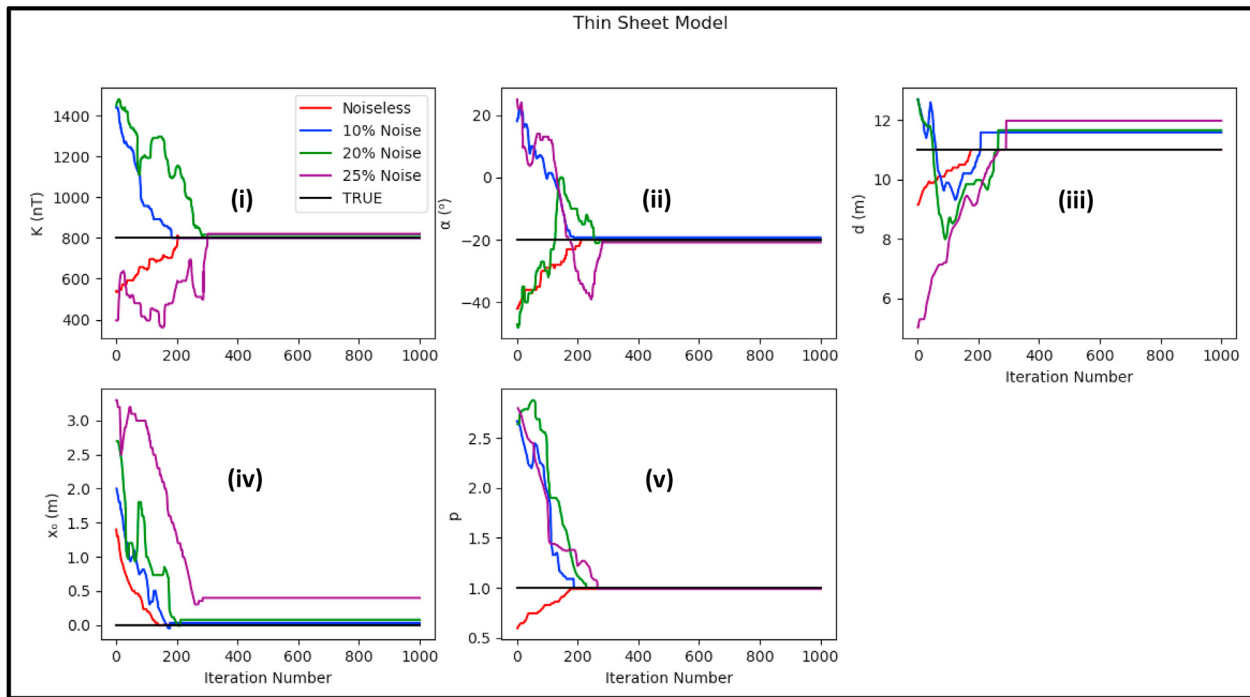 Thin Sheet Model
K (nT)
1400
1200
1000
800
600
400
0 200 400 600 800 1000
Noiseless
10% Noise
20% Noise
25% Noise
TRUE
(i)
α (°)
20
0
−20
−40
0 200 400 600 800 1000
(ii)
d (m)
12
10
8
6
0 200 400 600 800 1000
Iteration Number
(iii)
x₀ (m)
3.0
2.5
2.0
1.5
1.0
0.5
0.0
0 200 400 600 800 1000
Iteration Number
(iv)
p
2.5
2.0
1.5
1.0
0.5
0 200 400 600 800 1000
Iteration Number
(v)